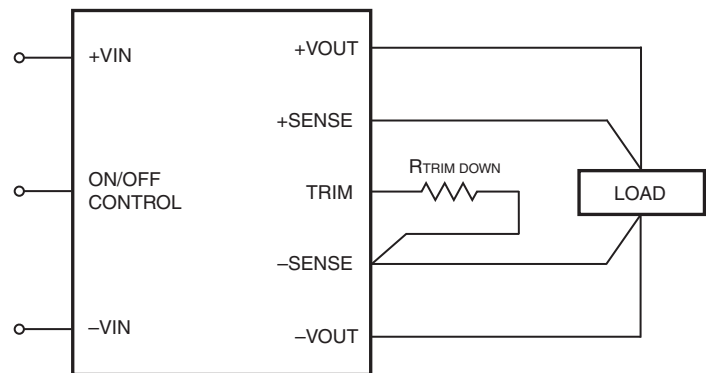 +VIN
ON/OFF
CONTROL
–VIN
+VOUT
+SENSE
TRIM
–SENSE
–VOUT
RTRIM DOWN
LOAD